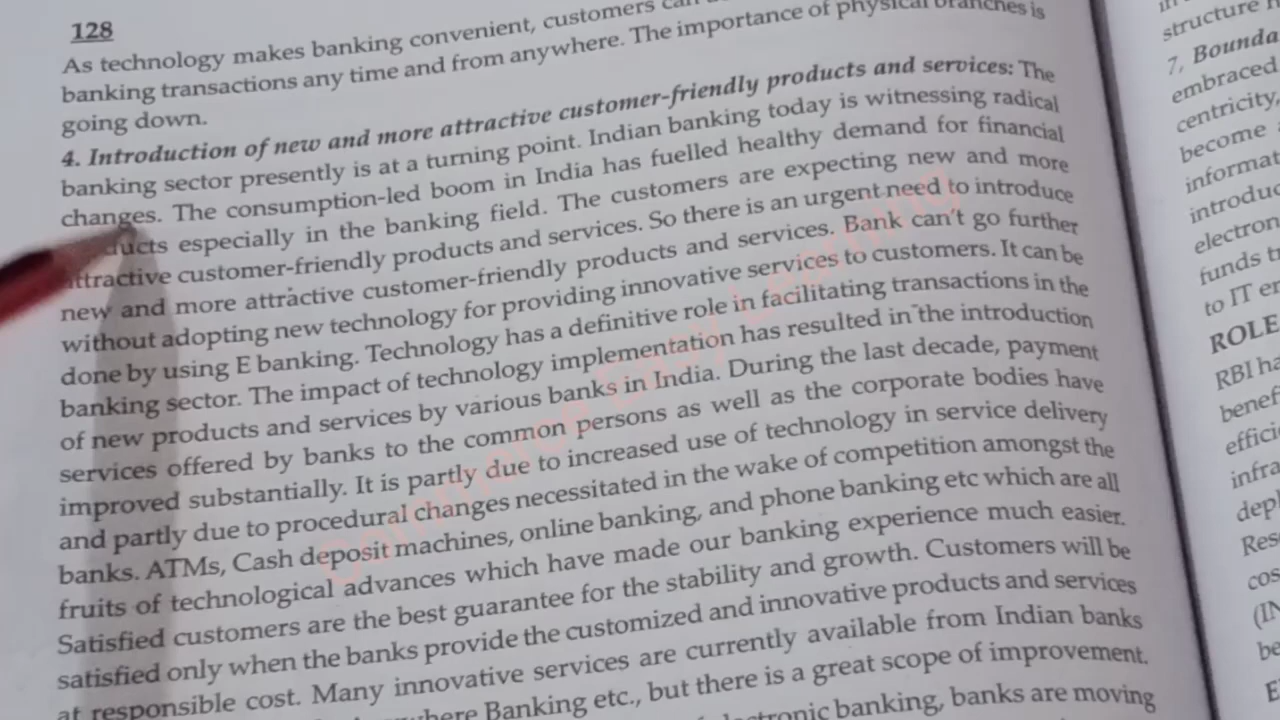 128
As technology makes banking convenient, customers can
banking transactions any time and from anywhere. The importance of physical branches is
going down.
4. Introduction of new and more attractive customer-friendly products and services: The
banking sector presently is at a turning point. Indian banking today is witnessing radical
changes. The consumption-led boom in India has fuelled healthy demand for financial
ducts especially in the banking field. The customers are expecting new and more
attractive customer-friendly products and services. So there is an urgent need to introduce
new and more attractive customer-friendly products and services. Bank can't go further
without adopting new technology for providing innovative services to customers. It can be
done by using E banking. Technology has a definitive role in facilitating transactions in the
banking sector. The impact of technology implementation has resulted in the introduction
of new products and services by various banks in India. During the last decade, payment
services offered by banks to the common persons as well as the corporate bodies have
improved substantially. It is partly due to increased use of technology in service delivery
and partly due to procedural changes necessitated in the wake of competition amongst the
banks. ATMs, Cash deposit machines, online banking, and phone banking etc which are all
fruits of technological advances which have made our banking experience much easier.
Satisfied customers are the best guarantee for the stability and growth. Customers will be
satisfied only when the banks provide the customized and innovative products and services
at responsible cost. Many innovative services are currently available from Indian banks
where Banking etc., but there is a great scope of improvement.
ctronic banking, banks are moving
Commerce Easy Learning
structure
7, Bounda
embraced
centricity,
become
informat
introduc
electron
funds t
to IT e
ROLE
RBI ha
benef
effici
infra
dep
Res
cos
(IN
be
E